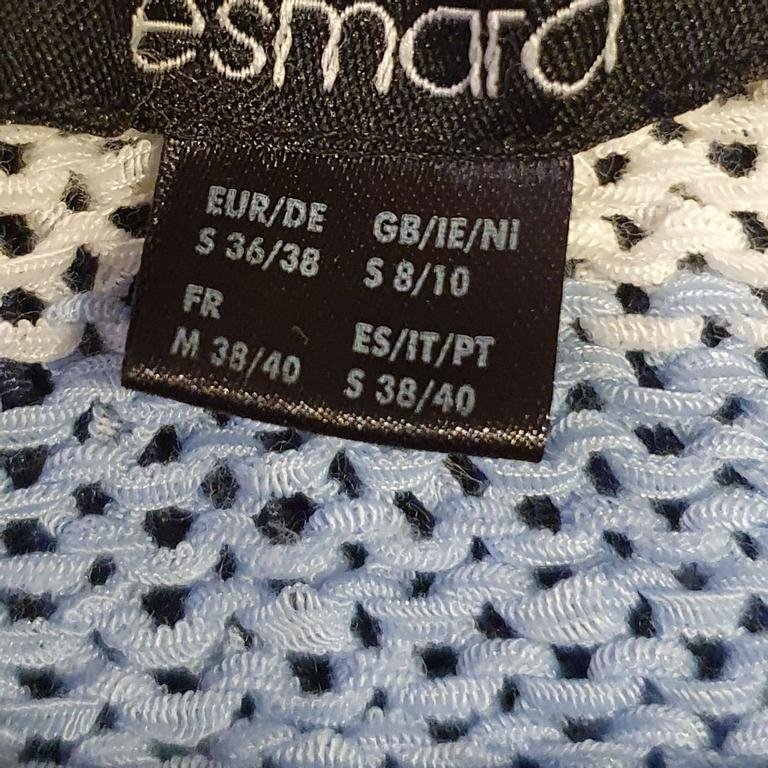 esmara
EUR/DE
S 36/38
GB/IE/NI
S 8/10
FR
M 38/40
ES/IT/PT
S 38/40